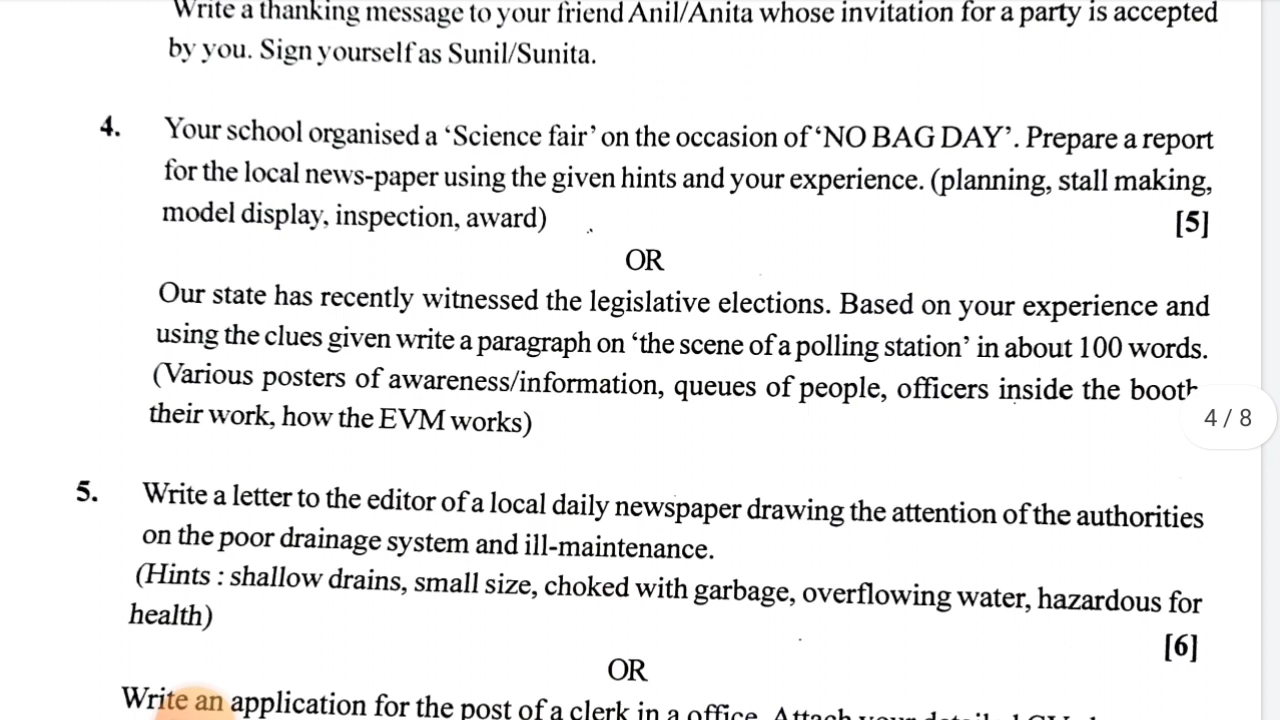 Write a thanking message to your friend Anil/Anita whose invitation for a party is accepted
by you. Sign yourself as Sunil/Sunita.
4. Your school organised a ‘Science fair’ on the occasion of ‘NO BAG DAY’. Prepare a report
for the local news-paper using the given hints and your experience. (planning, stall making,
model display, inspection, award) [5]
OR
Our state has recently witnessed the legislative elections. Based on your experience and
using the clues given write a paragraph on ‘the scene of a polling station’ in about 100 words.
(Various posters of awareness/information, queues of people, officers inside the booth
their work, how the EVM works)
4 / 8
5. Write a letter to the editor of a local daily newspaper drawing the attention of the authorities
on the poor drainage system and ill-maintenance.
(Hints : shallow drains, small size, choked with garbage, overflowing water, hazardous for
health) [6]
OR
Write an application for the post of a clerk in a office. Attach your